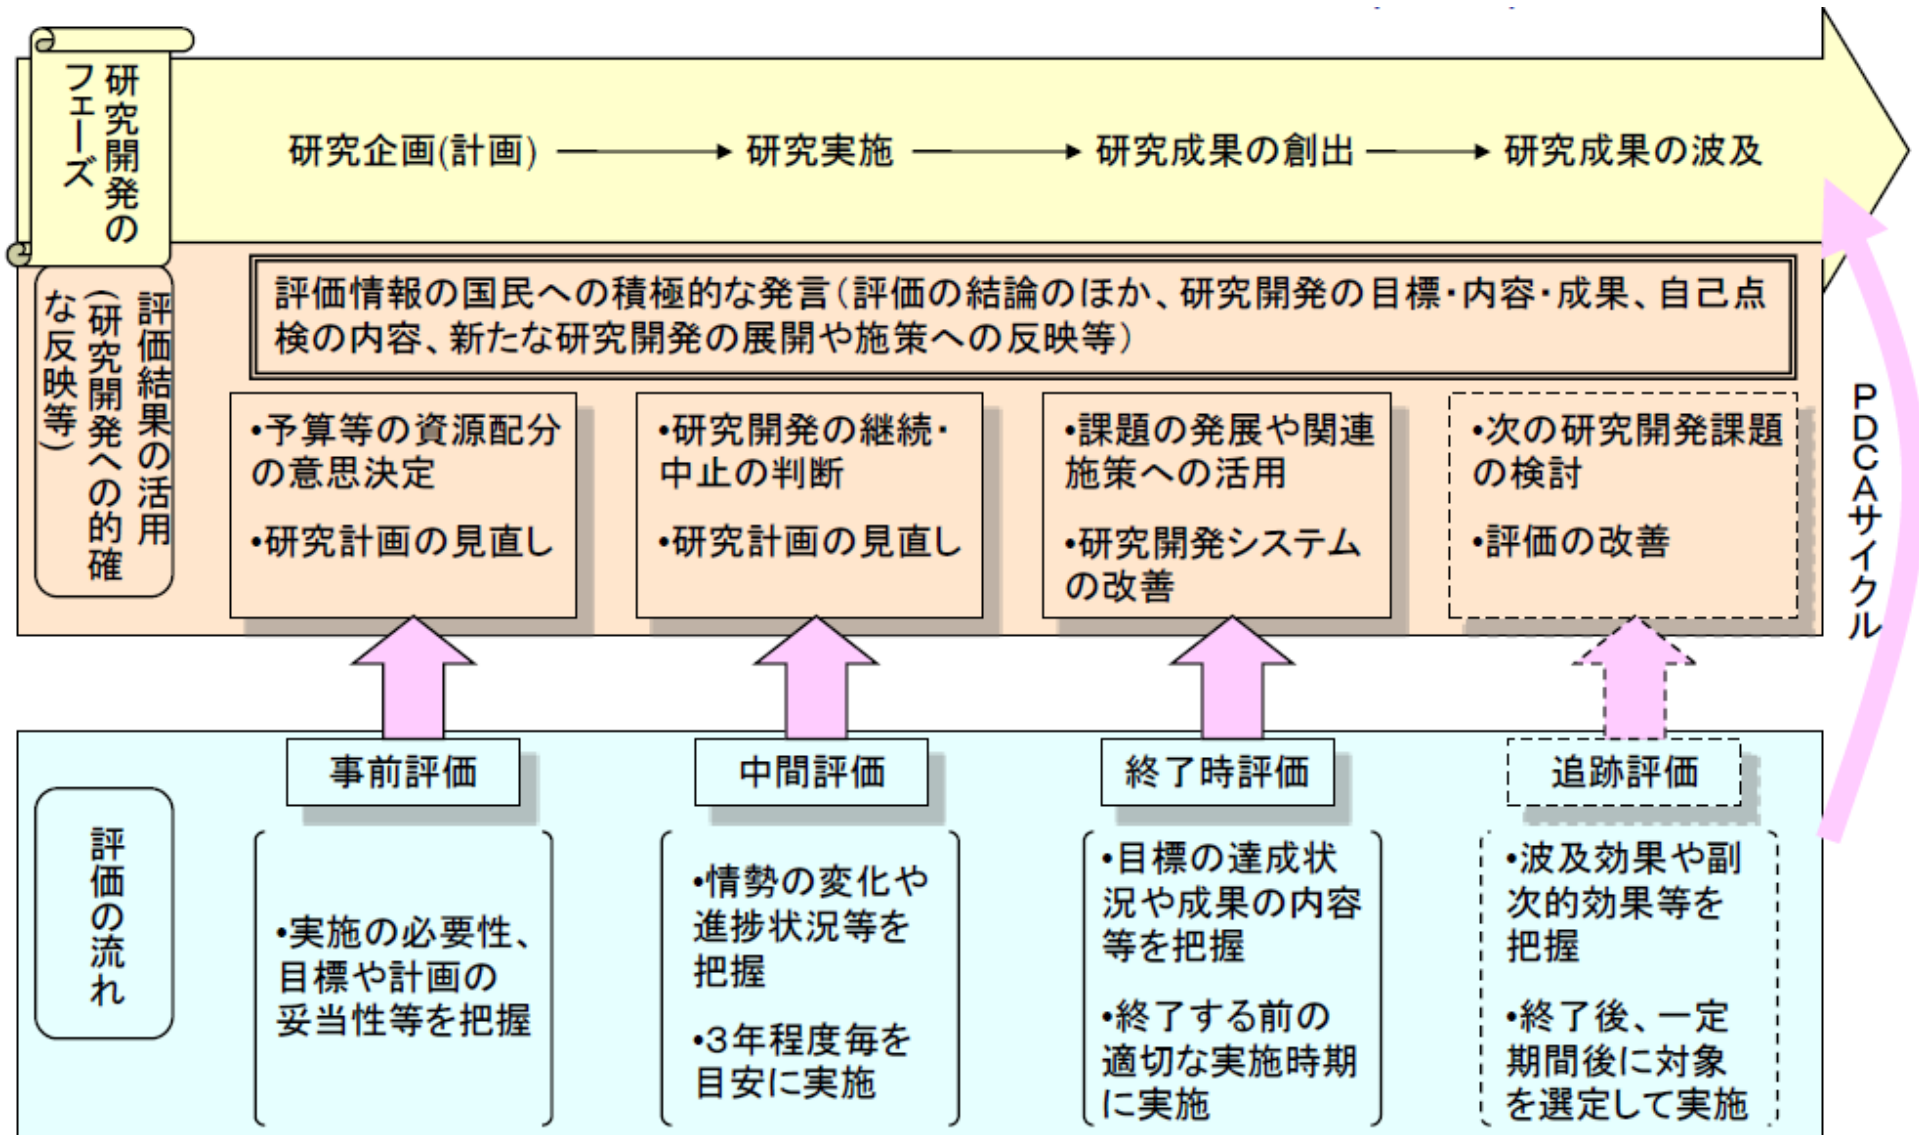 研究開発の
フェーズ
研究企画(計画)
研究実施
研究成果の創出
研究成果の波及
評価結果の活用
(研究開発への的確
な反映等)
評価情報の国民への積極的な発言(評価の結論のほか、研究開発の目標・内容・成果、自己点
検の内容、新たな研究開発の展開や施策への反映等)
•予算等の資源配分
の意思決定
•研究計画の見直し
•研究開発の継続・
中止の判断
•研究計画の見直し
•課題の発展や関連
施策への活用
•研究開発システム
の改善
•次の研究開発課題
の検討
•評価の改善
PDCAサイクル
評価の流れ
事前評価
•実施の必要性、
目標や計画の
妥当性等を把握
中間評価
•情勢の変化や
進捗状況等を
把握
•3年程度毎を
目安に実施
終了時評価
•目標の達成状
況や成果の内容
等を把握
•終了する前の
適切な実施時期
に実施
追跡評価
•波及効果や副
次的効果等を
把握
•終了後、一定
期間後に対象
を選定して実施